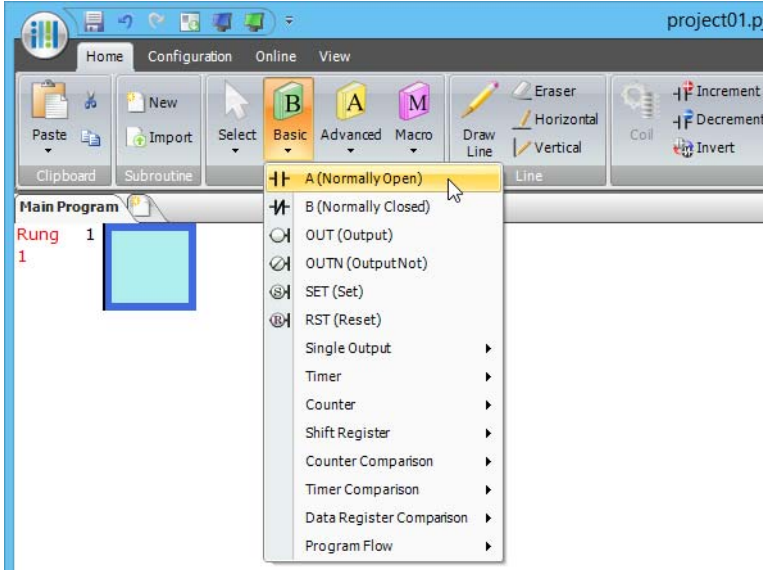 project01.pj
Home Configuration Online View
Paste
New
Import
Select
B
Basic
A
Advanced
M
Macro
Draw
Line
Eraser
Horizontal
Vertical
Coil
Increment
Decrement
Invert
Clipboard
Subroutine
Line
Main Program
Rung 1
1
A (Normally Open)
B (Normally Closed)
OUT (Output)
OUTN (Output Not)
S SET (Set)
R RST (Reset)
Single Output
Timer
Counter
Shift Register
Counter Comparison
Timer Comparison
Data Register Comparison
Program Flow